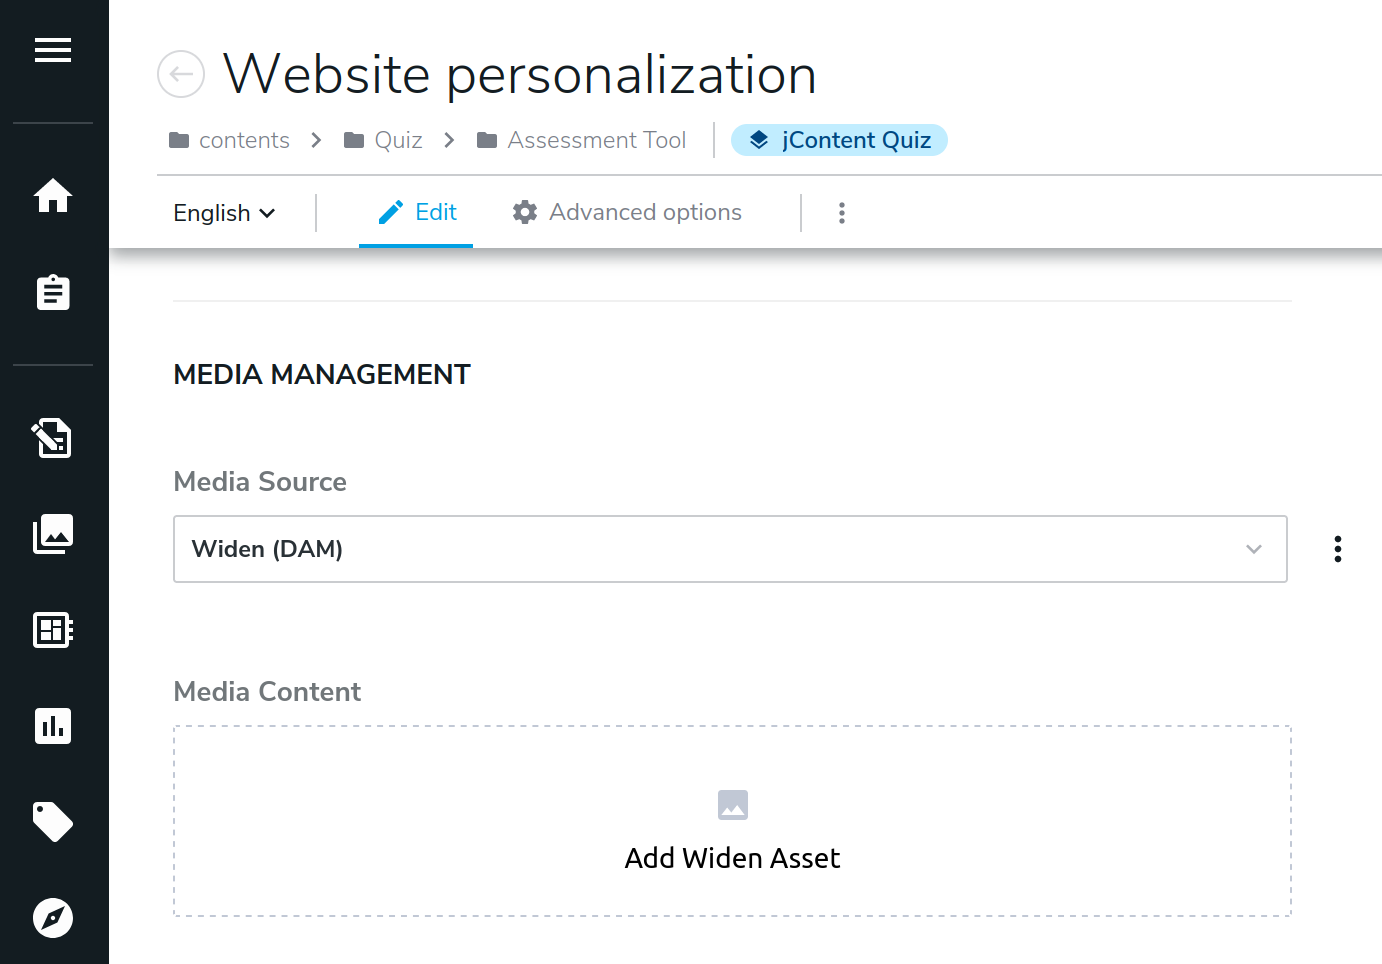 Website personalization
contents Quiz Assessment Tool jContent Quiz
English Edit Advanced options
MEDIA MANAGEMENT
Media Source
Widen (DAM)
Media Content
Add Widen Asset